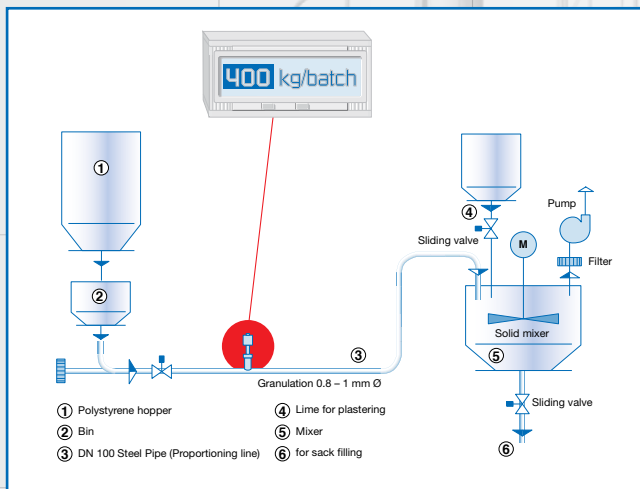 400 kg/batch
1
4
Pump
Sliding valve
M
Filter
2
Solid mixer
3
5
Granulation 0.8 – 1 mm Ø
Sliding valve
1 Polystyrene hopper
4 Lime for plastering
2 Bin
5 Mixer
3 DN 100 Steel Pipe (Proportioning line)
6 for sack filling
6